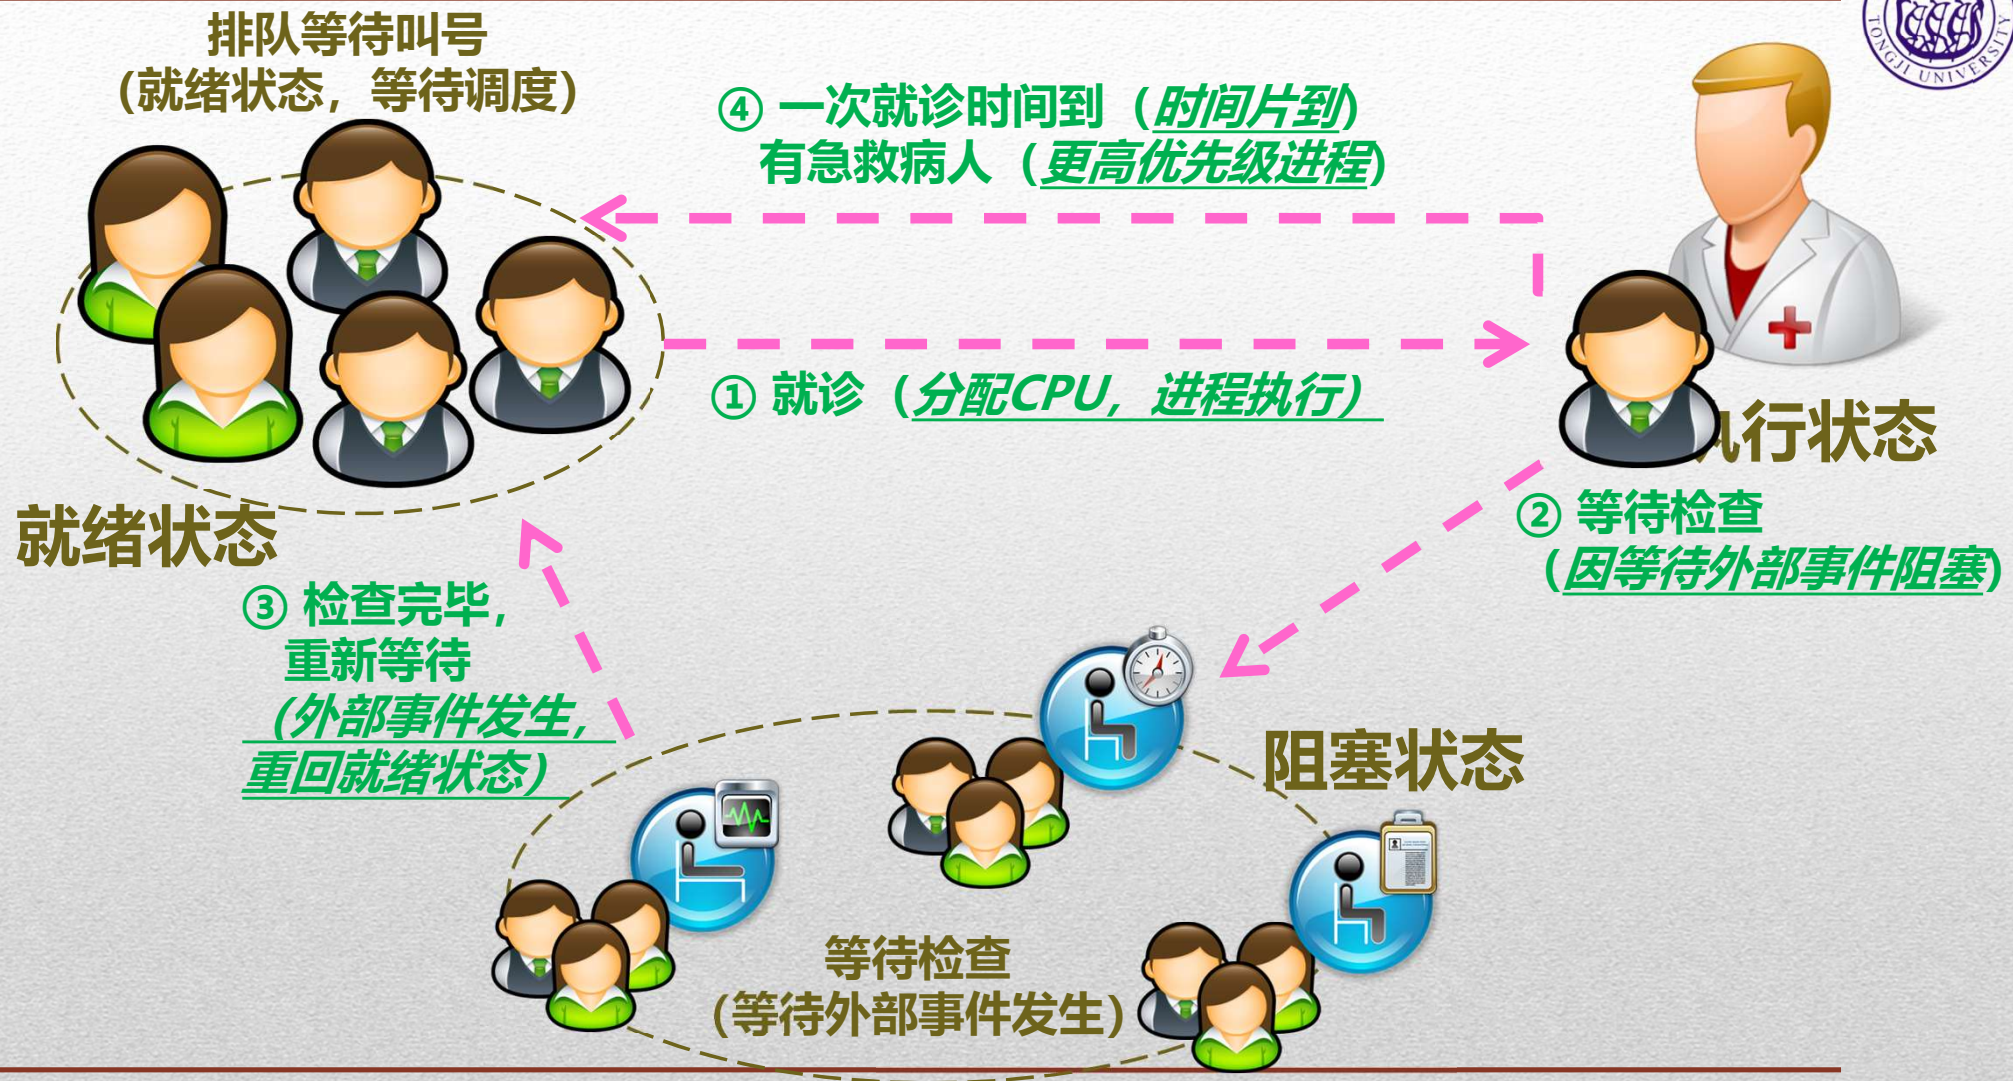 排队等待叫号
（就绪状态，等待调度）
④ 一次就诊时间到（时间片到）
有急救病人（更高优先级进程）
TONGJI UNIVERSITY
① 就诊（分配CPU，进程执行）
执行状态
② 等待检查
（因等待外部事件阻塞）
就绪状态
③ 检查完毕，
重新等待
（外部事件发生，
重回就绪状态）
阻塞状态
等待检查
（等待外部事件发生）